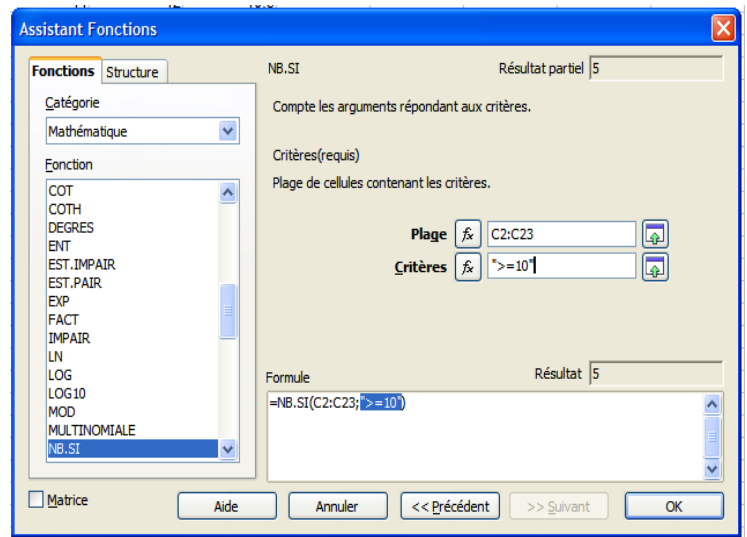 Assistant Fonctions
Fonctions Structure
NB.SI Résultat partiel 5
Catégorie
Mathématique
Compte les arguments répondant aux critères.
Fonction
COT
COTH
DEGRES
ENT
EST.IMPAIR
EST.PAIR
EXP
FACT
IMPAIR
LN
LOG
LOG10
MOD
MULTINOMIALE
NB.SI
Critères(requis)
Plage de cellules contenant les critères.
Plage fx C2:C23
Critères fx ">=10"
Formule Résultat 5
=NB.SI(C2:C23;">=10")
Matrice Aide Annuler << Précédent >> Suivant OK